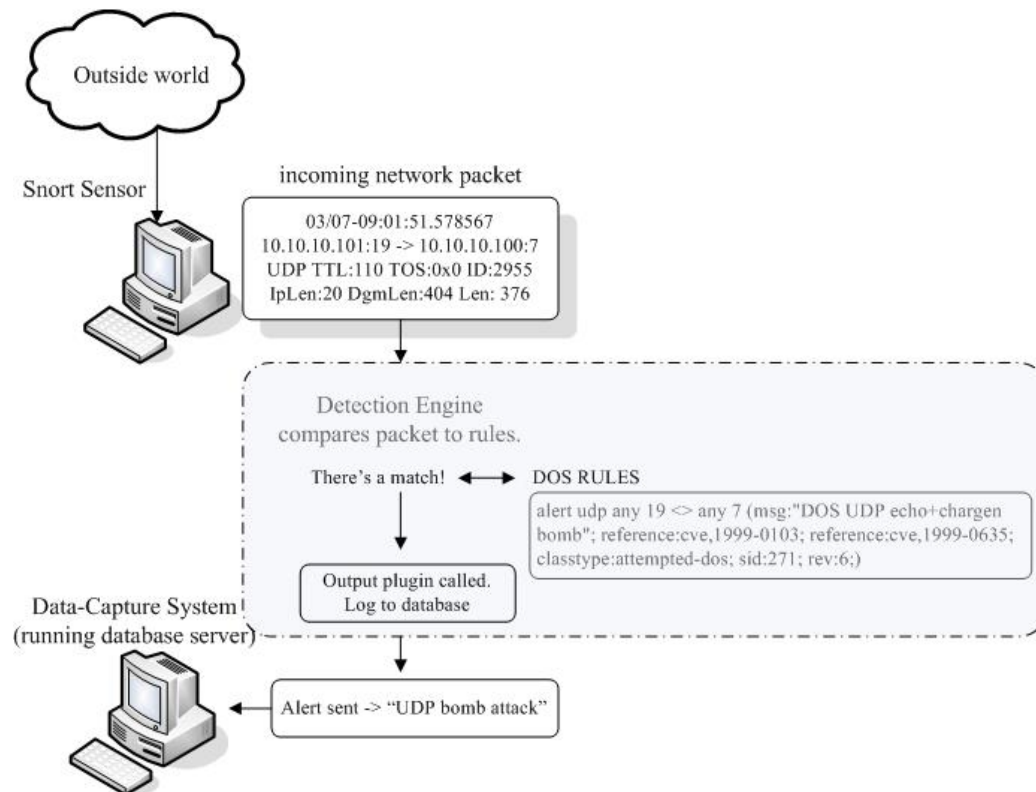 Outside world
Snort Sensor
incoming network packet
03/07-09:01:51.578567
10.10.10.101:19 -> 10.10.10.100:7
UDP TTL:110 TOS:0x0 ID:2955
IpLen:20 DgmLen:404 Len: 376
Detection Engine
compares packet to rules.
There's a match!
DOS RULES
alert udp any 19 <> any 7 (msg:"DOS UDP echo+chargen
bomb"; reference:cve,1999-0103; reference:cve,1999-0635;
classtype:attempted-dos; sid:271; rev:6;)
Output plugin called.
Log to database
Data-Capture System
(running database server)
Alert sent -> “UDP bomb attack”